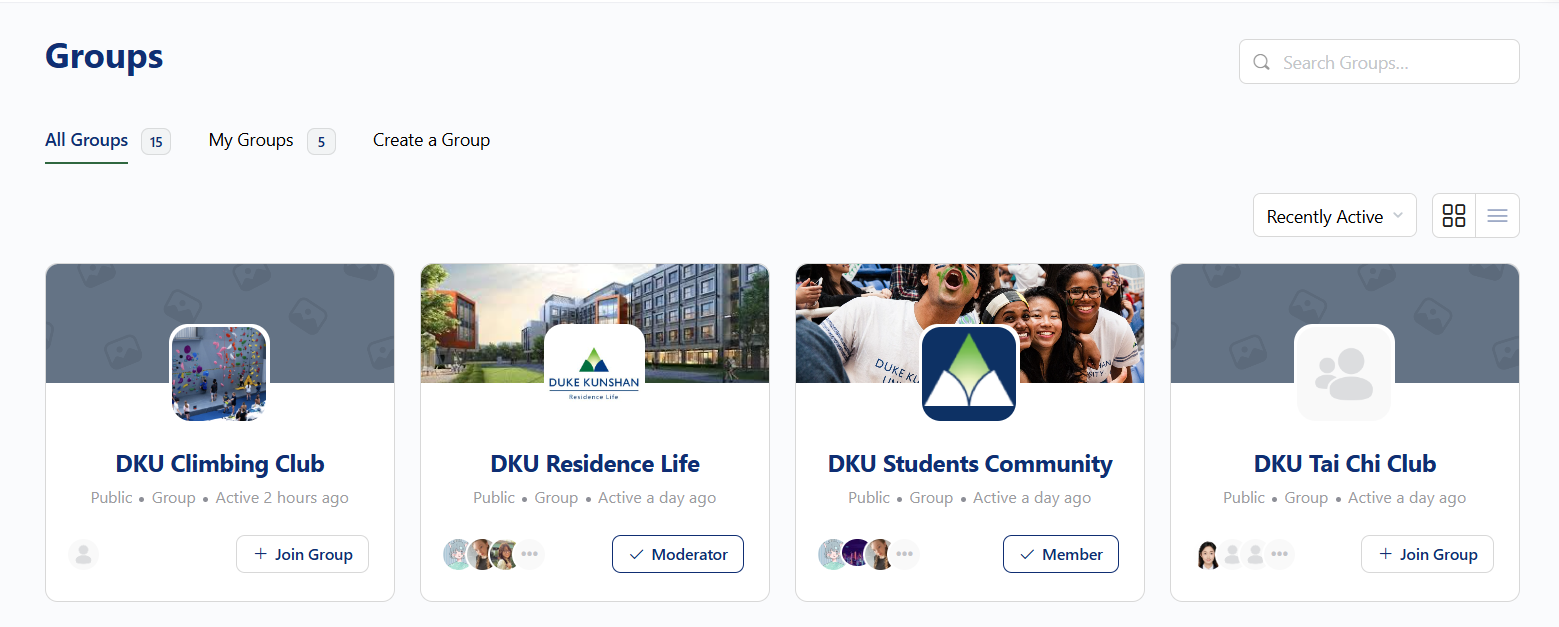 Groups
Search Groups...
All Groups 15 My Groups 5 Create a Group
Recently Active
DUKE KUNSHAN
Residence Life
DUKE KU
DKU Climbing Club
Public • Group • Active 2 hours ago
+ Join Group
DKU Residence Life
Public • Group • Active a day ago
Moderator
DKU Students Community
Public • Group • Active a day ago
Member
DKU Tai Chi Club
Public • Group • Active a day ago
+ Join Group